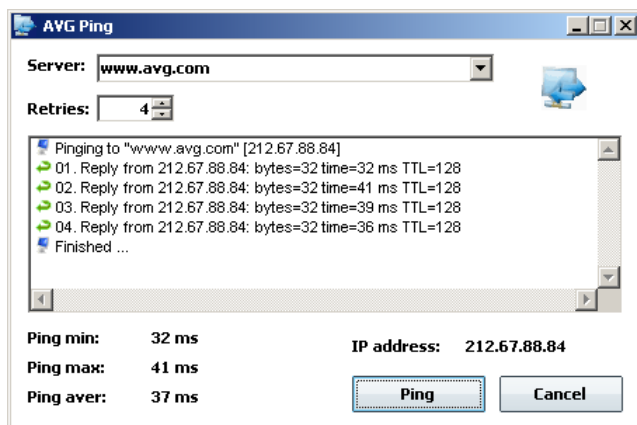 AVG Ping
Server: www.avg.com
Retries: 4
Pinging to "www.avg.com" [212.67.88.84]
01. Reply from 212.67.88.84: bytes=32 time=32 ms TTL=128
02. Reply from 212.67.88.84: bytes=32 time=41 ms TTL=128
03. Reply from 212.67.88.84: bytes=32 time=39 ms TTL=128
04. Reply from 212.67.88.84: bytes=32 time=36 ms TTL=128
Finished ...
Ping min: 32 ms
IP address: 212.67.88.84
Ping max: 41 ms
Ping aver: 37 ms
Ping Cancel